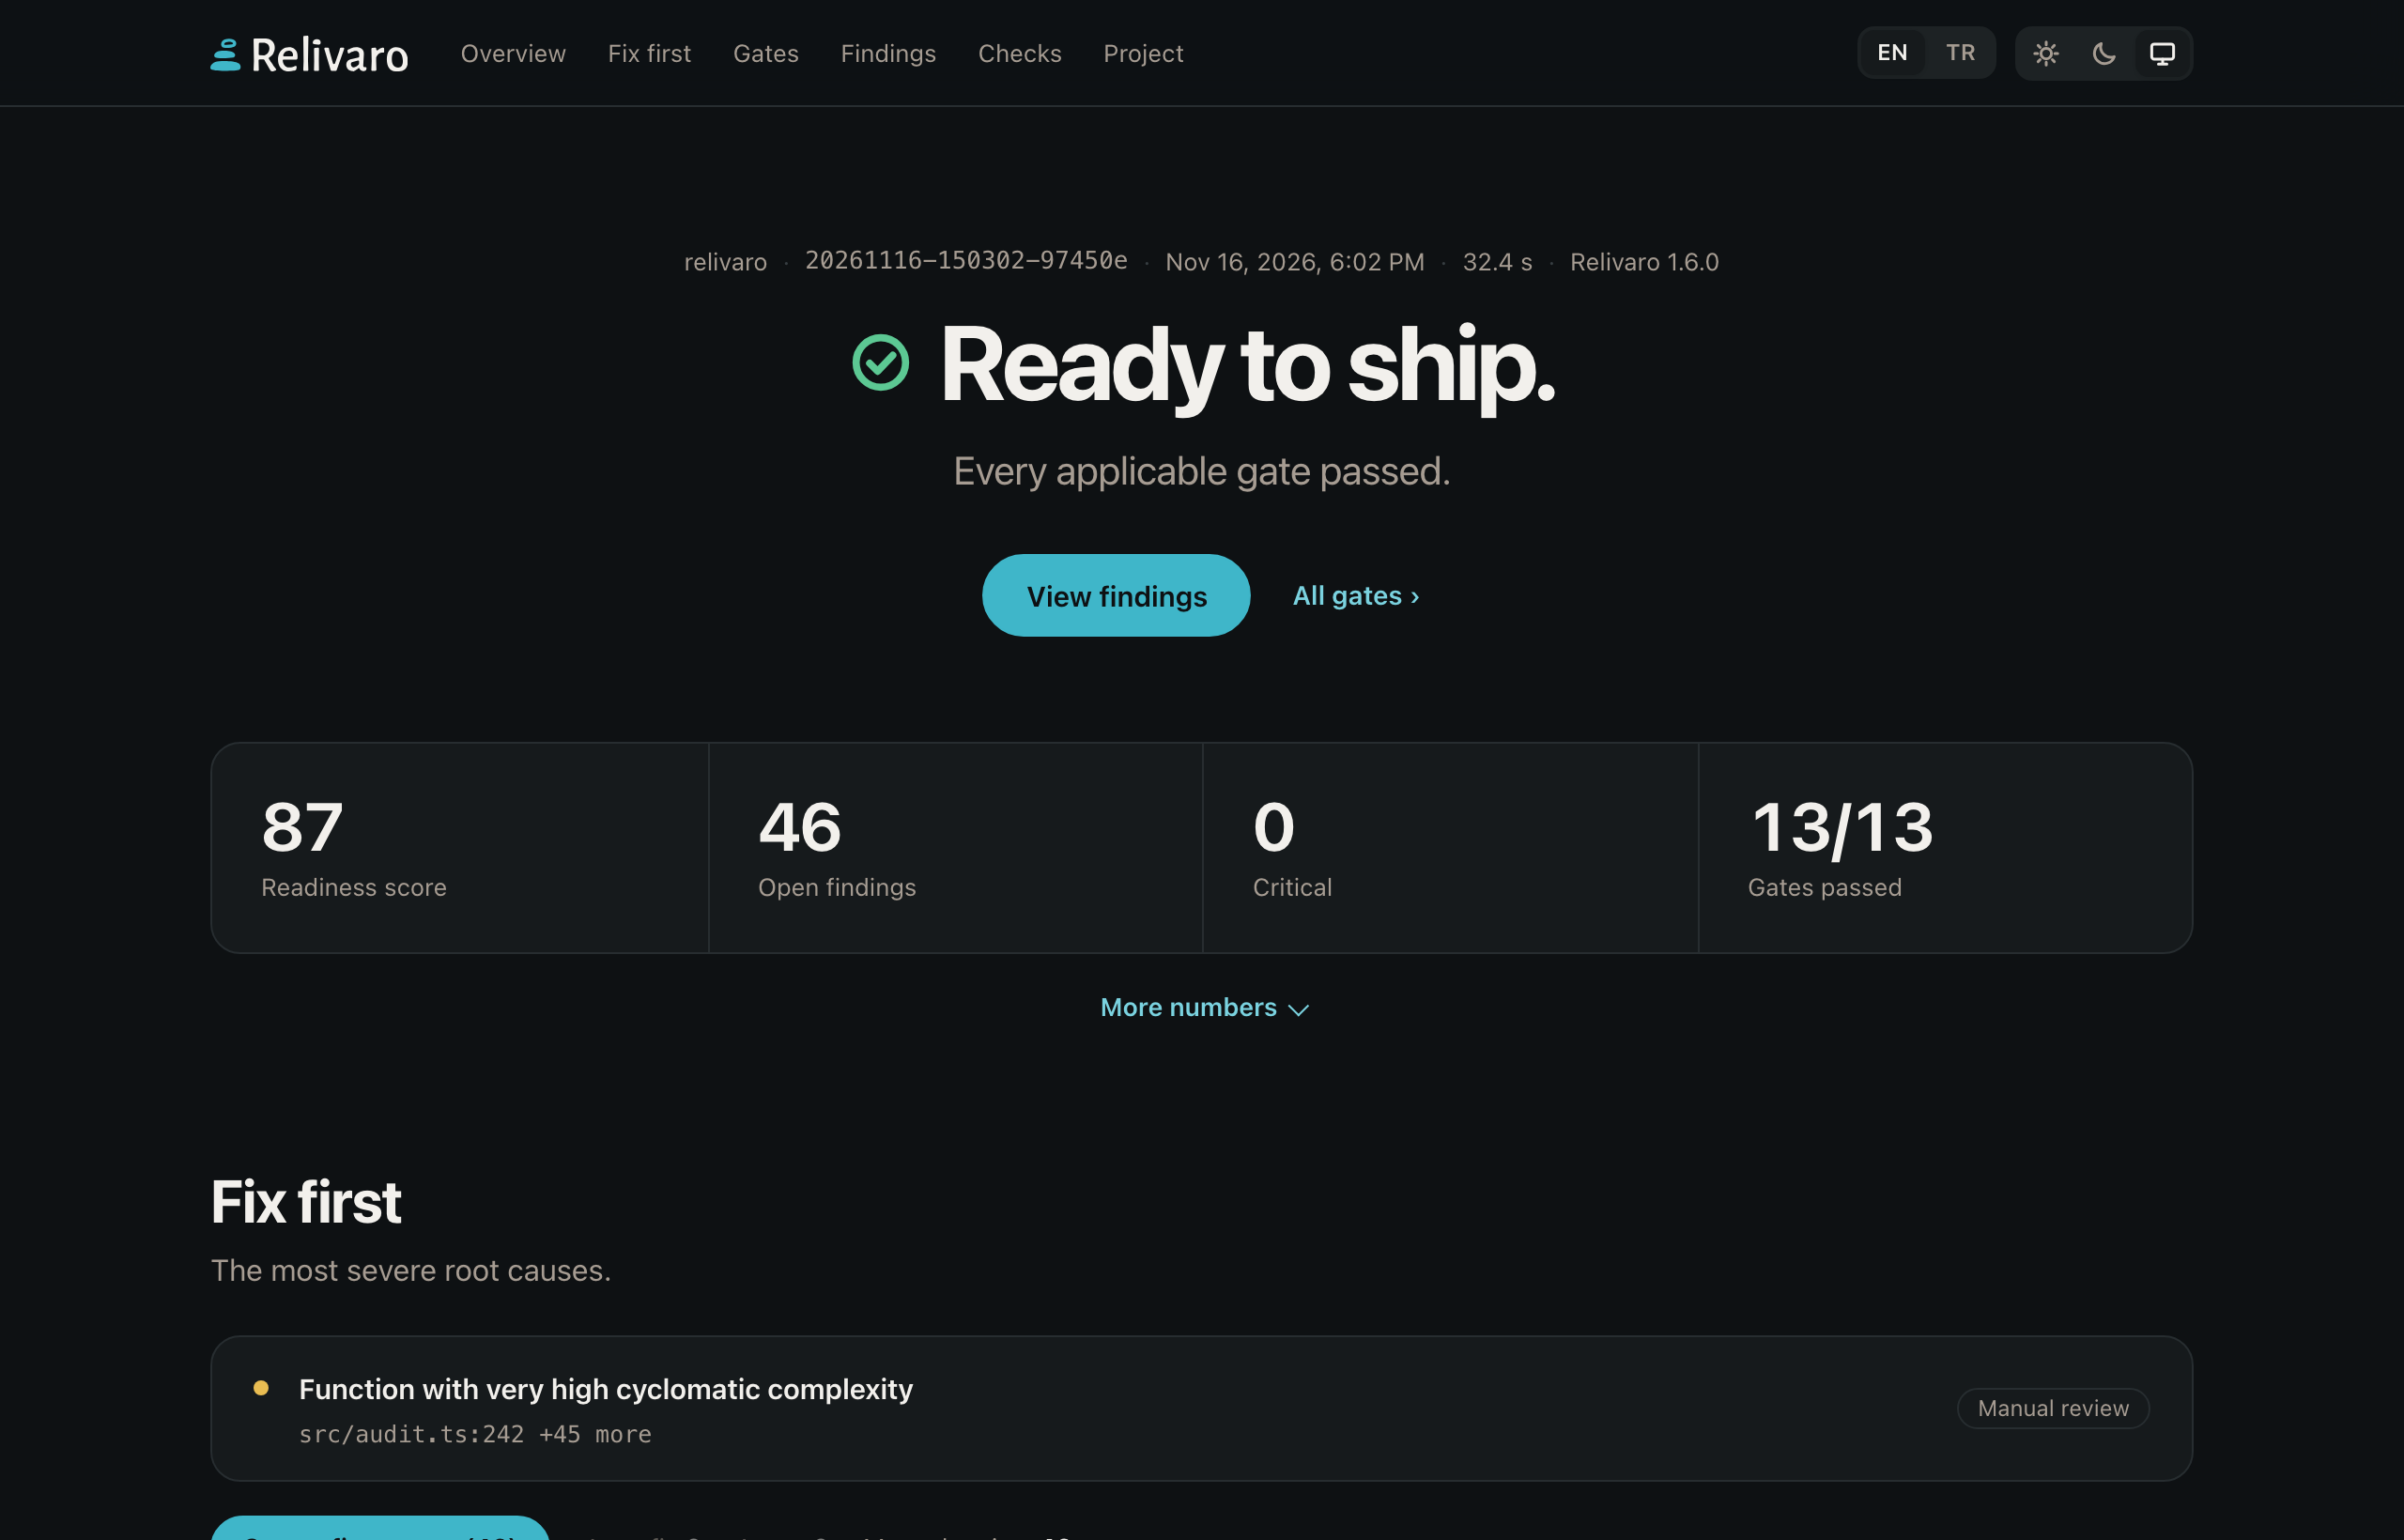 Relivaro Overview Fix first Gates Findings Checks Project EN TR
relivaro · 20261116-150302-97450e · Nov 16, 2026, 6:02 PM · 32.4 s · Relivaro 1.6.0
Ready to ship.
Every applicable gate passed.
View findings All gates ›
87 46 0 13/13
Readiness score Open findings Critical Gates passed
More numbers
Fix first
The most severe root causes.
Function with very high cyclomatic complexity
src/audit.ts:242 +45 more
Manual review